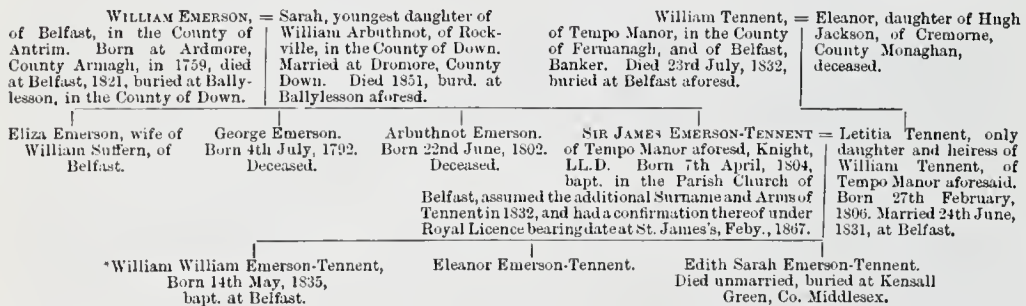 WILLIAM EMERSON, =
of Belfast, in the County of
Antrim. Born at Ardmore,
County Armagh, in 1759, died
at Belfast, 1821, buried at Bally-
lesson, in the County of Down.
Sarah, youngest daughter of
William Arbuthnot, of Rock-
ville, in the County of Down.
Married at Dromore, County
Down. Died 1851, burd. at
Ballylesson aforesd.
William Tennent, =
of Tempo Manor, in the County
of Fermanagh, and of Belfast,
Banker. Died 23rd July, 1832,
buried at Belfast aforesd.
Eleanor, daughter of Hugh
Jackson, of Cremorne,
County Monaghan,
deceased.
Eliza Emerson, wife of
William Suffern, of
Belfast.
George Emerson.
Born 4th July, 1792.
Deceased.
Arbuthnot Emerson.
Born 22nd June, 1802.
Deceased.
SIR JAMES EMERSON-TENNENT =
of Tempo Manor aforesd, Knight,
LL.D. Born 7th April, 1804,
bapt. in the Parish Church of
Belfast, assumed the additional Surname and Arms of
Tennent in 1832, and had a confirmation thereof under
Royal Licence bearing date at St. James's, Feby., 1867.
Letitia Tennent, only
daughter and heiress of
William Tennent, of
Tempo Manor aforesaid.
Born 27th February,
1806. Married 24th June,
1831, at Belfast.
*William William Emerson-Tennent,
Born 14th May, 1835,
bapt. at Belfast.
Eleanor Emerson-Tennent.
Edith Sarah Emerson-Tennent.
Died unmarried, buried at Kensall
Green, Co. Middlesex.